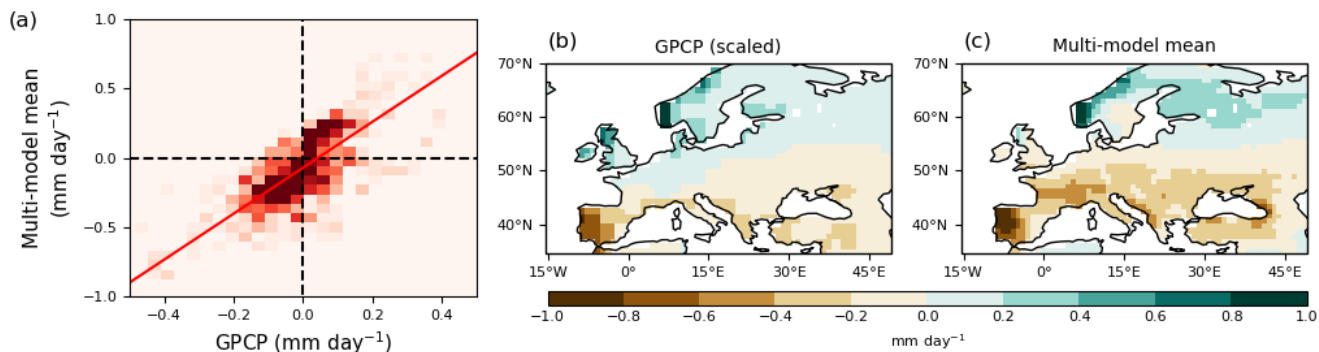 (a)
1.0
0.5
0.0
−0.5
−1.0
Multi-model mean
(mm day⁻¹)
−0.4 −0.2 0.0 0.2 0.4
GPCP (mm day⁻¹)
(b)
GPCP (scaled)
70°N
60°N
50°N
40°N
15°W 0° 15°E 30°E 45°E
(c)
Multi-model mean
70°N
60°N
50°N
40°N
15°W 0° 15°E 30°E 45°E
−1.0 −0.8 −0.6 −0.4 −0.2 0.0 0.2 0.4 0.6 0.8 1.0
mm day⁻¹